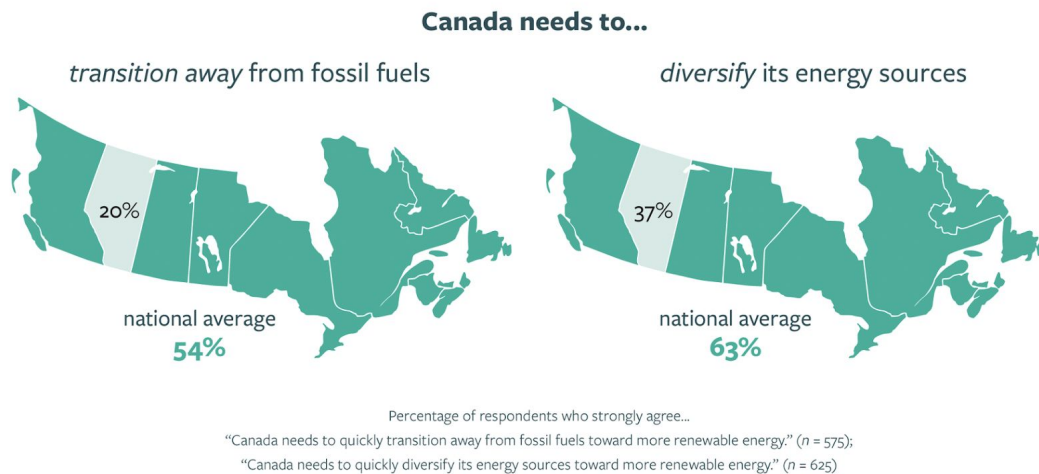 Canada needs to...
transition away from fossil fuels
20%
national average
54%
diversify its energy sources
37%
national average
63%
Percentage of respondents who strongly agree...
“Canada needs to quickly transition away from fossil fuels toward more renewable energy.” (n = 575);
“Canada needs to quickly diversify its energy sources toward more renewable energy.” (n = 625)